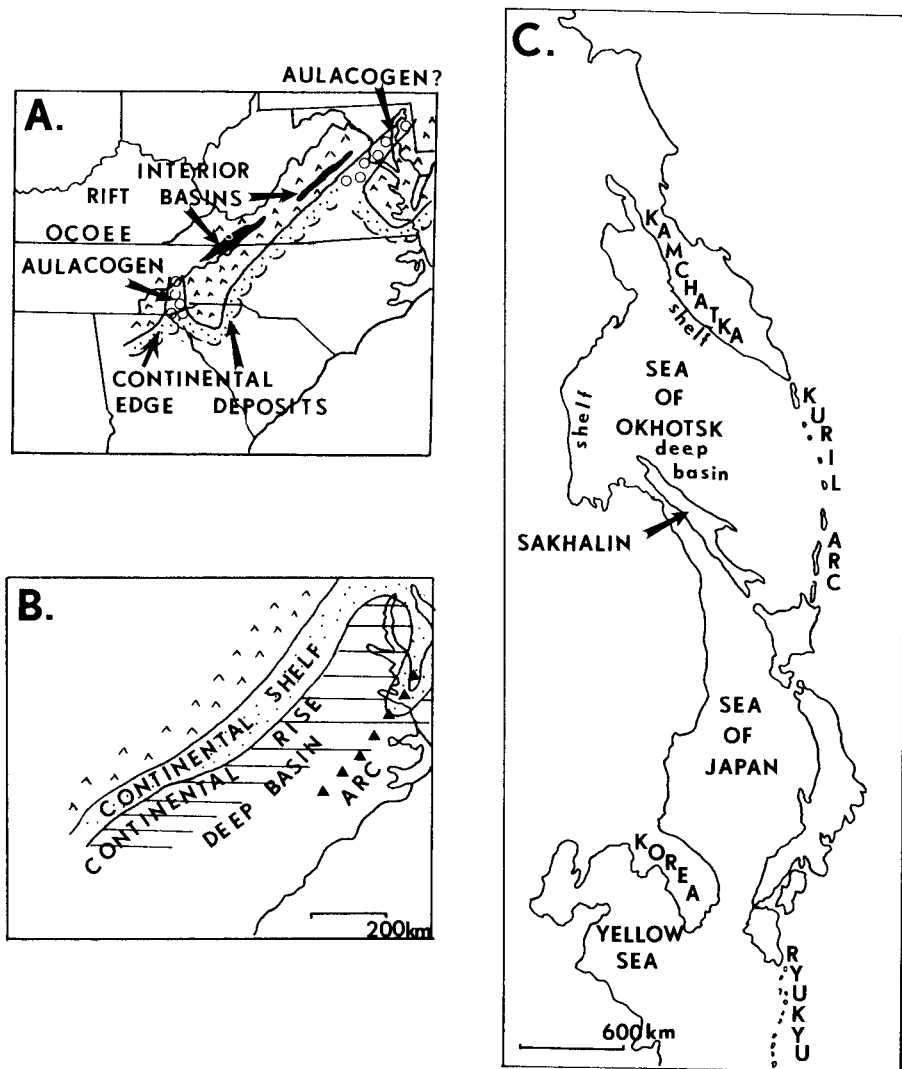 A.
AULACOGEN?
INTERIOR
RIFT BASINS
OCOEE
AULACOGEN
CONTINENTAL
EDGE DEPOSITS
B.
CONTINENTAL SHELF
CONTINENTAL RISE
DEEP BASIN
ARC
200km
C.
KAMCHATKA
shelf
SEA
OF
OKHOTSK
deep
basin
shelf
KURIL ARC
SAKHALIN
SEA
OF
JAPAN
KOREA
YELLOW
SEA
RYUKYU
600km